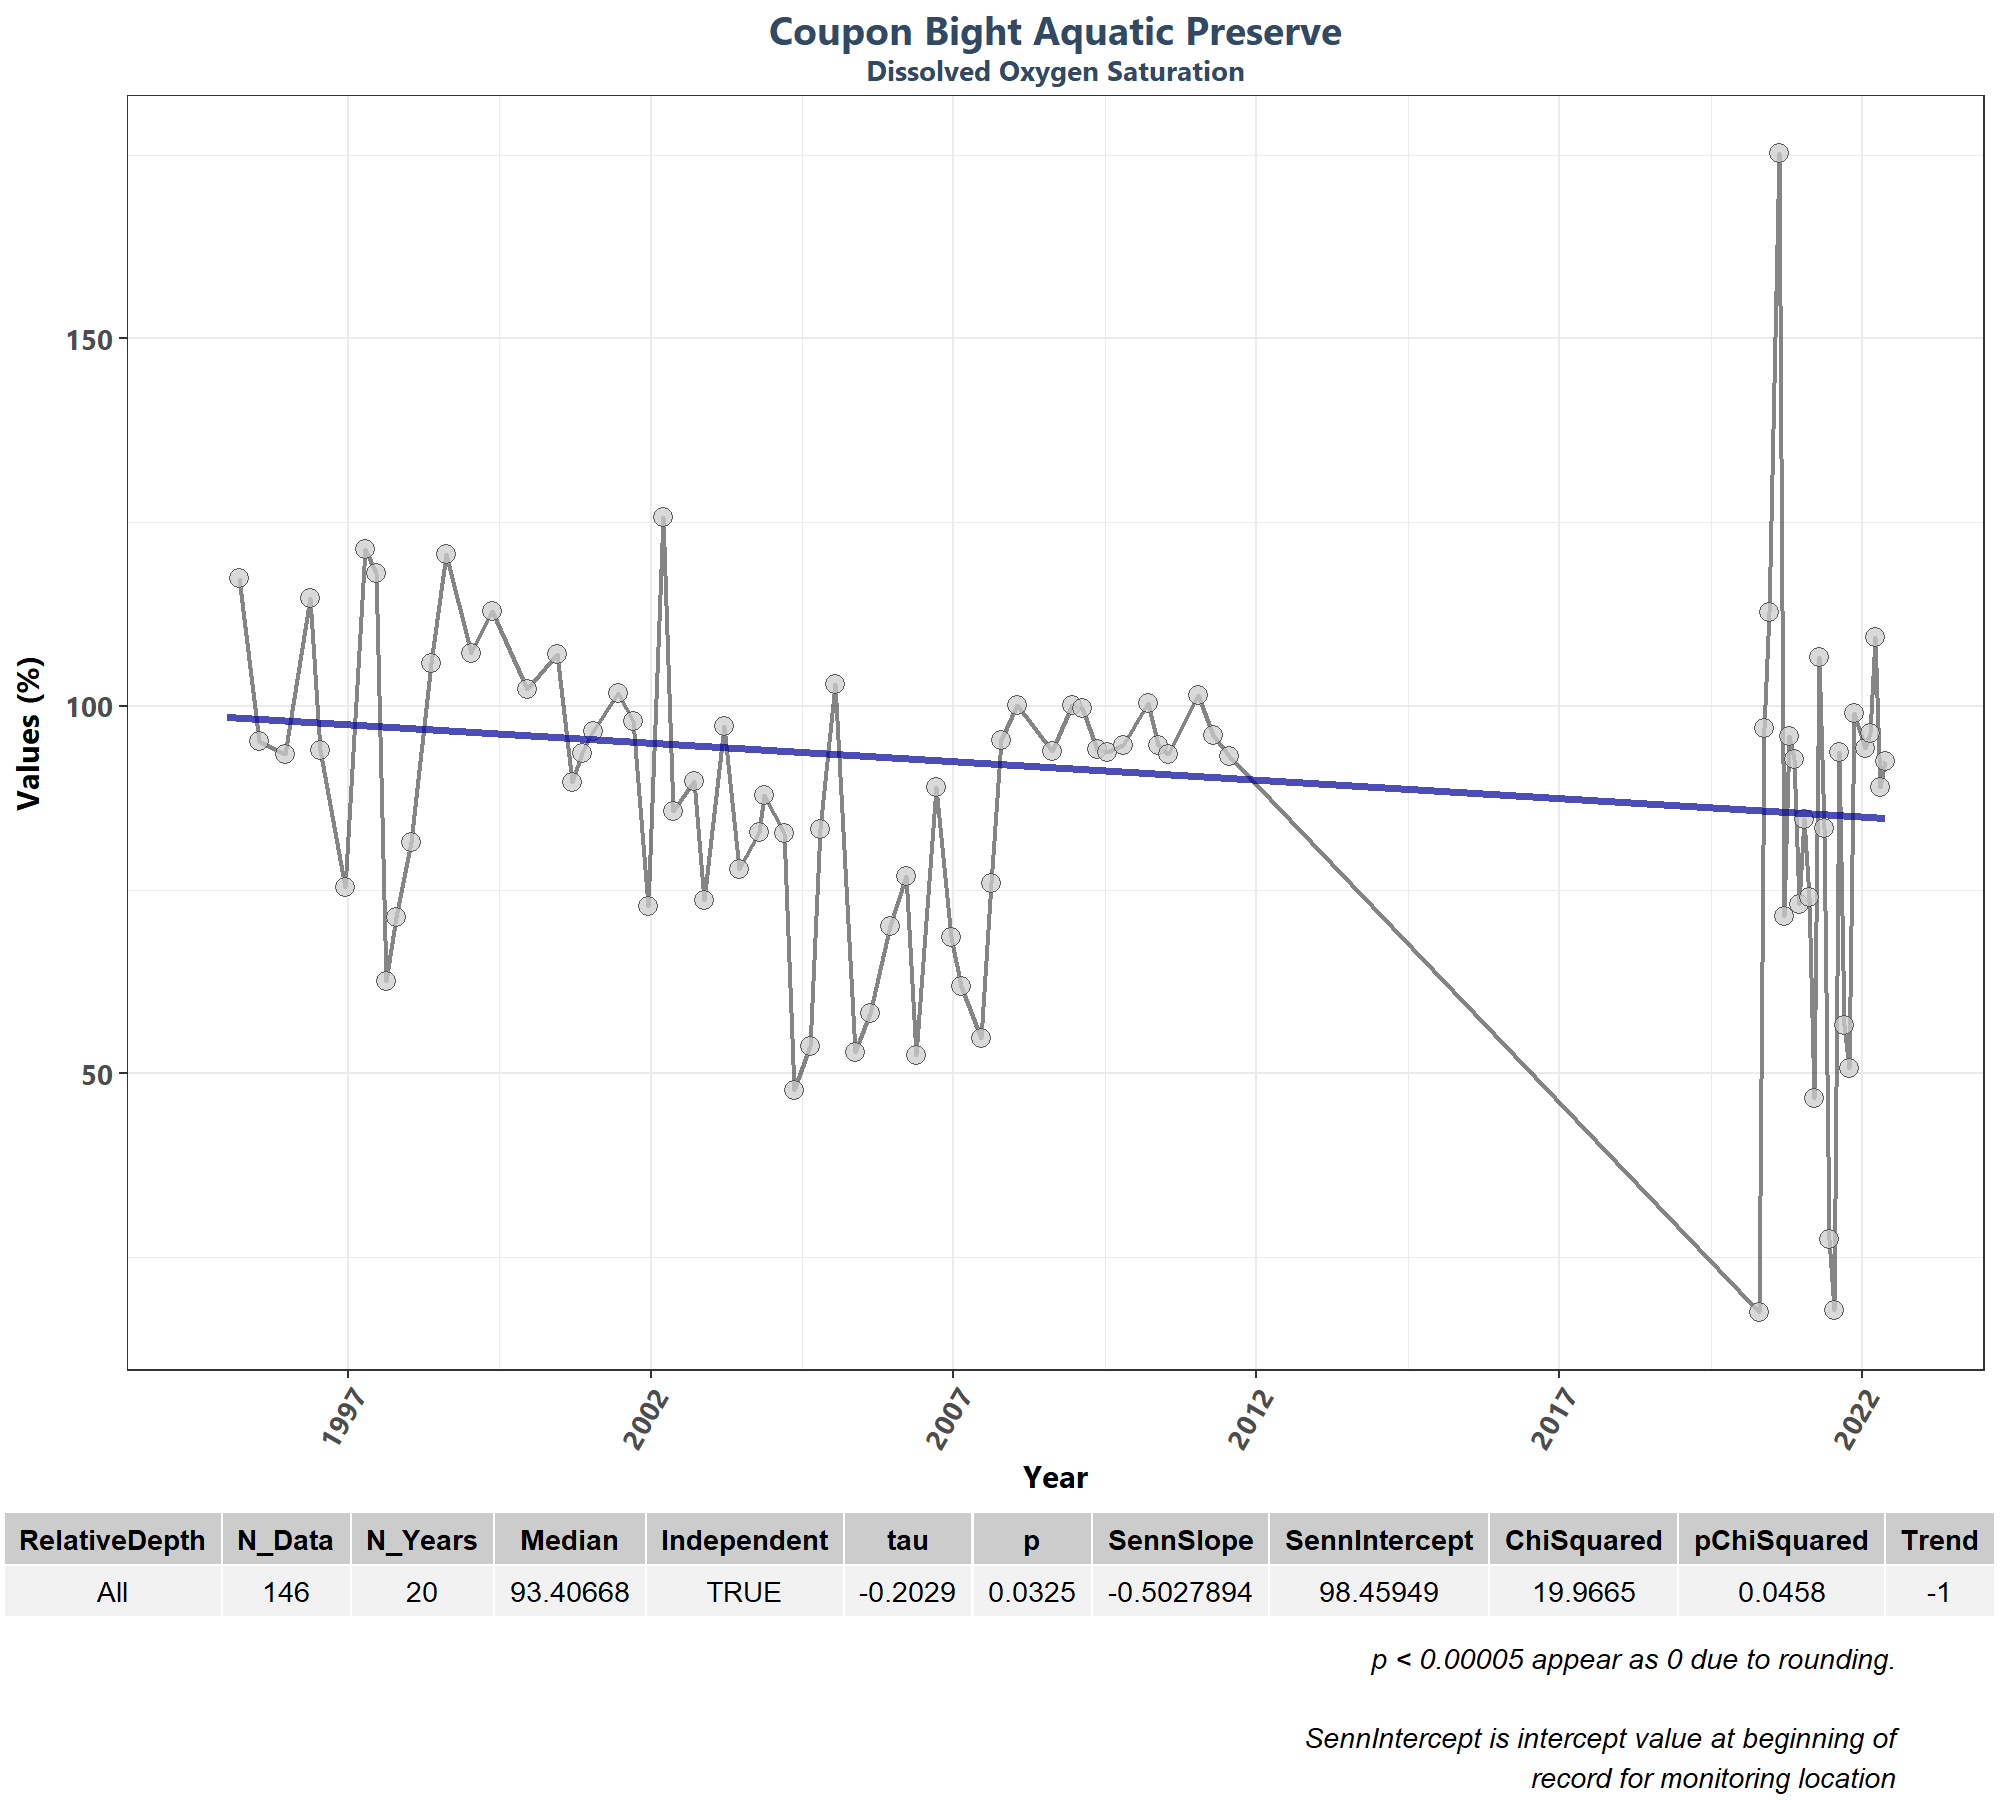 Coupon Bight Aquatic Preserve
Dissolved Oxygen Saturation
Values (%)
150
100
50
1997 2002 2007 2012 2017 2022
Year
RelativeDepth N_Data N_Years Median Independent tau p SennSlope SennIntercept ChiSquared pChiSquared Trend
All 146 20 93.40668 TRUE -0.2029 0.0325 -0.5027894 98.45949 19.9665 0.0458 -1
p < 0.00005 appear as 0 due to rounding.
SennIntercept is intercept value at beginning of
record for monitoring location